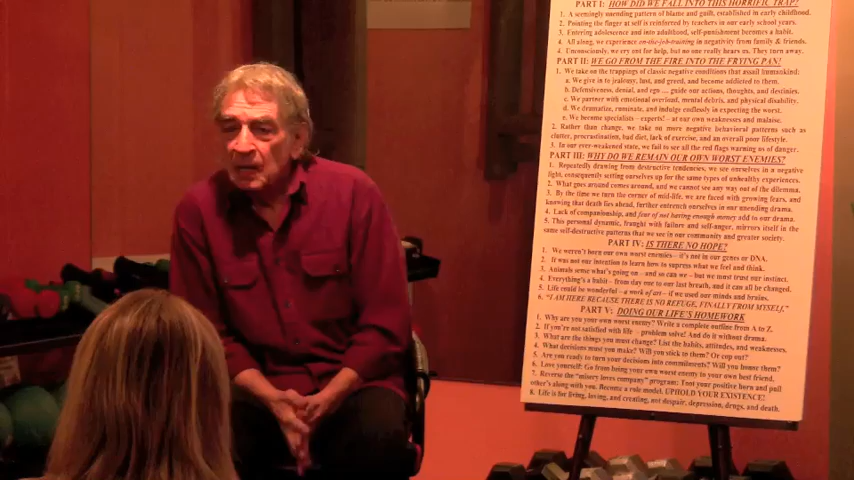 PART I: HOW DID WE FALL INTO THIS HORRIFIC TRAP?
1. A seemingly unending pattern of blame and guilt, established in early childhood.
2. Pointing the finger at self is reinforced by teachers in our early school years.
3. Entering adolescence and into adulthood, self-punishment becomes a habit.
4. All along, we experience on-the-job-training in negativity from family & friends.
5. Unconsciously, we cry out for help, but no one really hears us. They turn away.
PART II: WE GO FROM THE FIRE INTO THE FRYING PAN!
1. We take on the trappings of classic negative conditions that assail humankind:
a. We give in to jealousy, lust, and greed, and become addicted to them.
b. Defensiveness, denial, and ego ... guide our actions, thoughts, and destinies.
c. We partner with emotional overload, mental debris, and physical disability.
d. We dramatize, ruminate, and indulge endlessly in expecting the worst.
e. We become specialists – experts! – at our own weaknesses and malaise.
2. Rather than change, we take on more negative behavioral patterns such as
clutter, procrastination, bad diet, lack of exercise, and an overall poor lifestyle.
3. In our ever-weakened state, we fail to see all the red flags warning us of danger.
PART III: WHY DO WE REMAIN OUR OWN WORST ENEMIES?
1. Repeatedly drawing from destructive tendencies, we see ourselves in a negative
light, consequently setting ourselves up for the same types of unhealthy experiences.
2. What goes around comes around, and we cannot see any way out of the dilemma.
3. By the time we turn the corner of mid-life, we are faced with growing fears, and
knowing that death lies ahead, further entrench ourselves in our unending drama.
4. Lack of companionship, and fear of not having enough money add to our drama.
5. This personal dynamic, fraught with failure and self-anger, mirrors itself in the
same self-destructive patterns that we see in our community and greater society.
PART IV: IS THERE NO HOPE?
1. We weren't born our own worst enemies – it's not in our genes or DNA.
2. It was not our intention to learn how to supress what we feel and think.
3. Animals sense what's going on – and so can we – but we must trust our instinct.
4. Everything's a habit – from day one to our last breath, and it can all be changed.
5. Life could be wonderful – a work of art – if we used our minds and brains.
6. "I AM HERE BECAUSE THERE IS NO REFUGE, FINALLY FROM MYSELF."
PART V: DOING OUR LIFE'S HOMEWORK
1. Why are you your own worst enemy? Write a complete outline from A to Z.
2. If you're not satisfied with life – problem solve! And do it without drama.
3. What are the things you must change? List the habits, attitudes, and weaknesses.
4. What decisions must you make? Will you stick to them? Or cop out?
5. Are you ready to turn your decisions into commitments? Will you honor them?
6. Love yourself: Go from being your own worst enemy to your own best friend.
7. Reverse the "misery loves company" program: Toot your positive horn and pull
other's along with you. Become a role model. UPHOLD YOUR EXISTENCE!
8. Life is for living, loving, and creating, not despair, depression, drugs, and death.